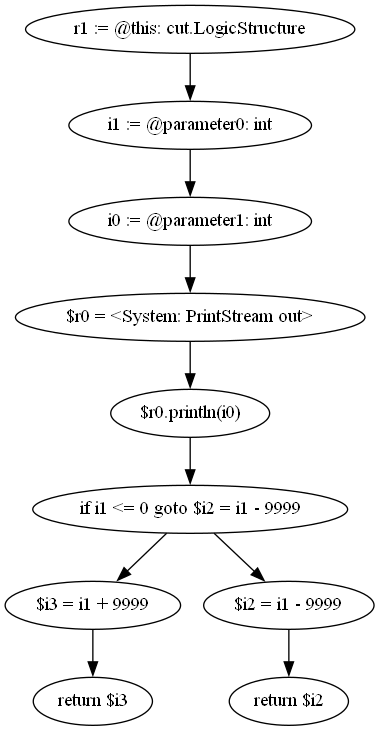 r1 := @this: cut.LogicStructure
i1 := @parameter0: int
i0 := @parameter1: int
$r0 = <System: PrintStream out>
$r0.println(i0)
if i1 <= 0 goto $i2 = i1 - 9999
$i3 = i1 + 9999
$i2 = i1 - 9999
return $i3
return $i2